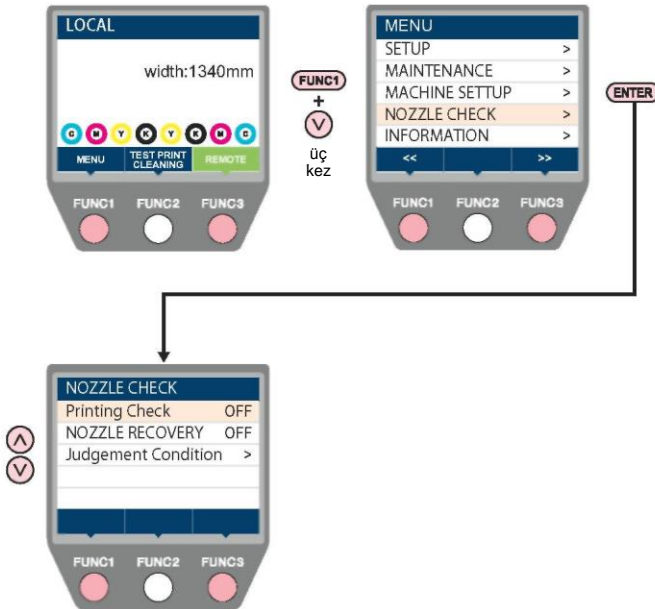 LOCAL
width:1340mm
C M Y K Y K M C
MENU TEST PRINT CLEANING REMOTE
FUNC1 FUNC2 FUNC3
FUNC1
+
üç
kez
MENU
SETUP >
MAINTENANCE >
MACHINE SETTUP >
NOZZLE CHECK >
INFORMATION >
<< >>
FUNC1 FUNC2 FUNC3
ENTER
NOZZLE CHECK
Printing Check OFF
NOZZLE RECOVERY OFF
Judgement Condition >
FUNC1 FUNC2 FUNC3